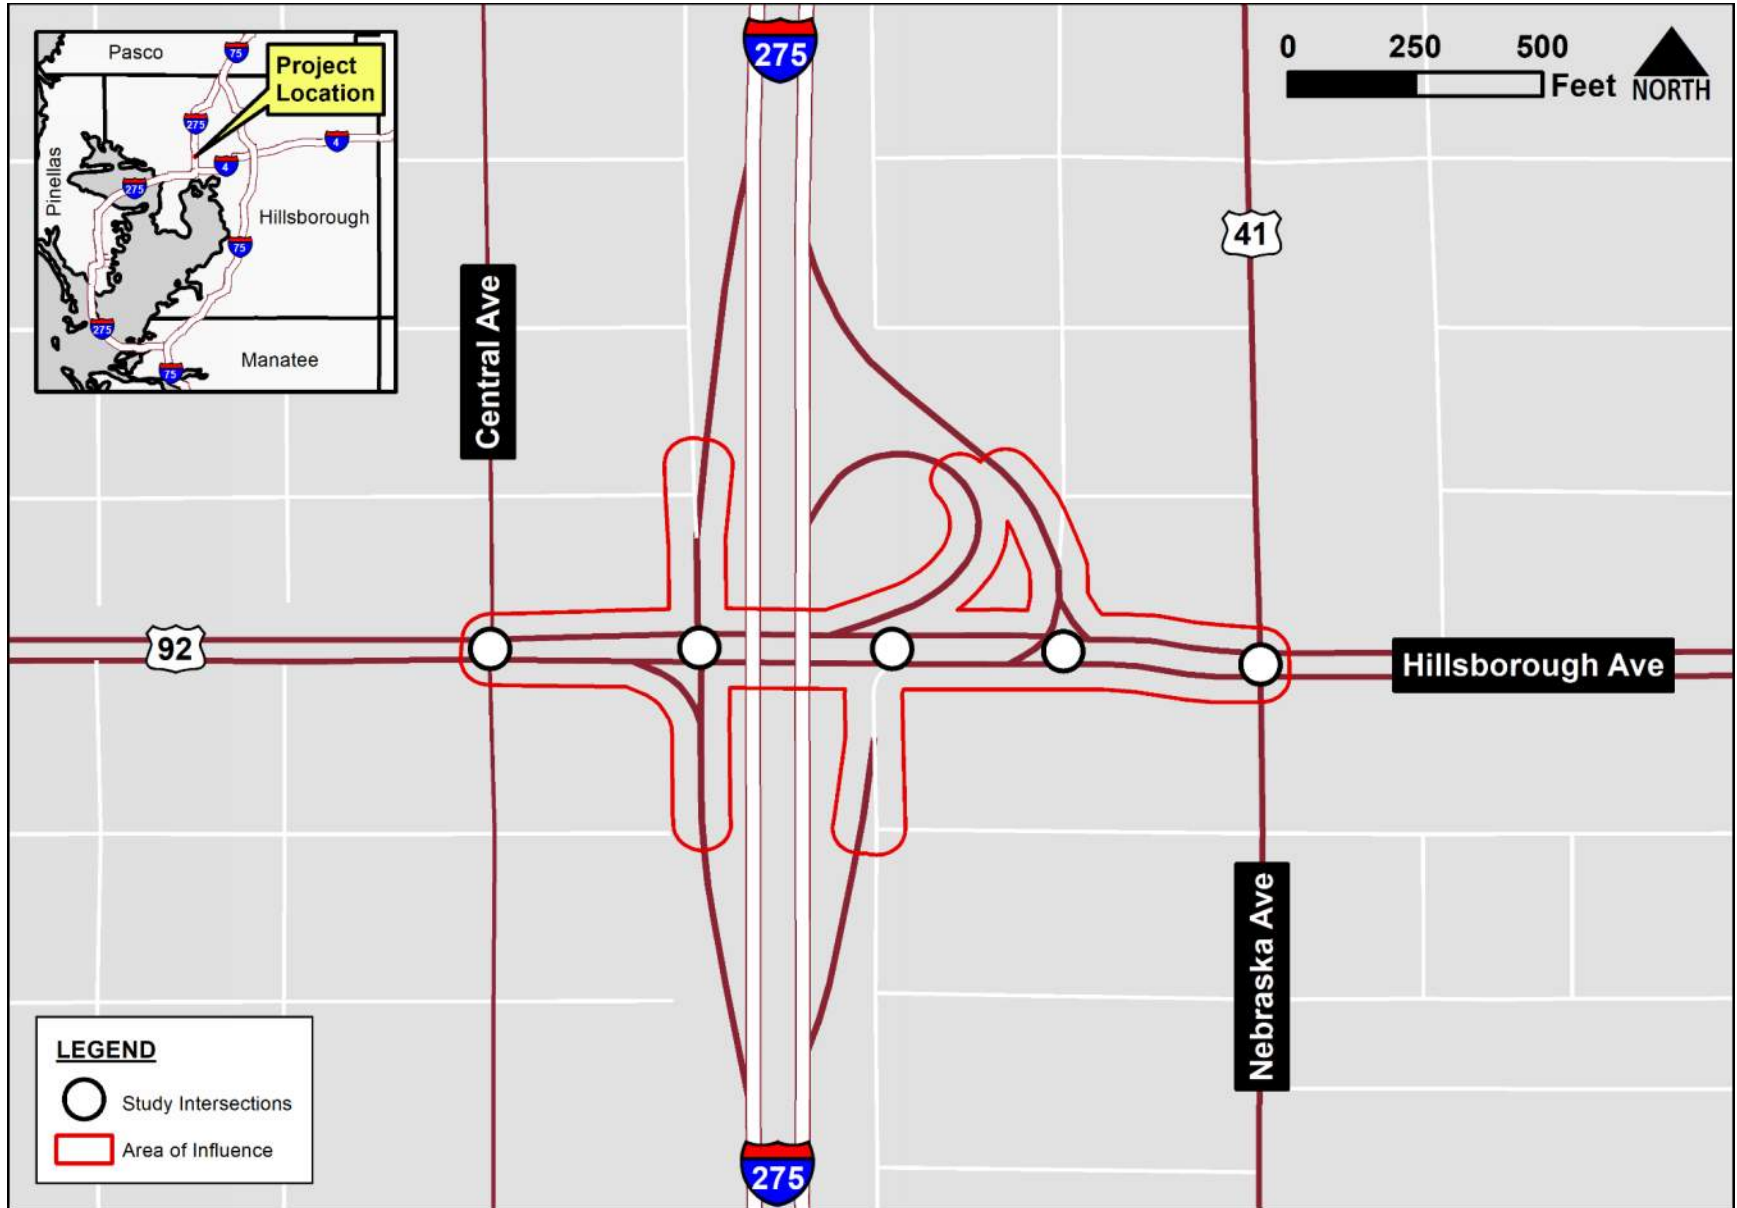 Pasco
75
Project
Location
275
4
4
Pinellas
275
Hillsborough
75
275
Manatee
75
275
0 250 500
Feet
NORTH
41
Central Ave
92
Hillsborough Ave
Nebraska Ave
LEGEND
Study Intersections
Area of Influence
275